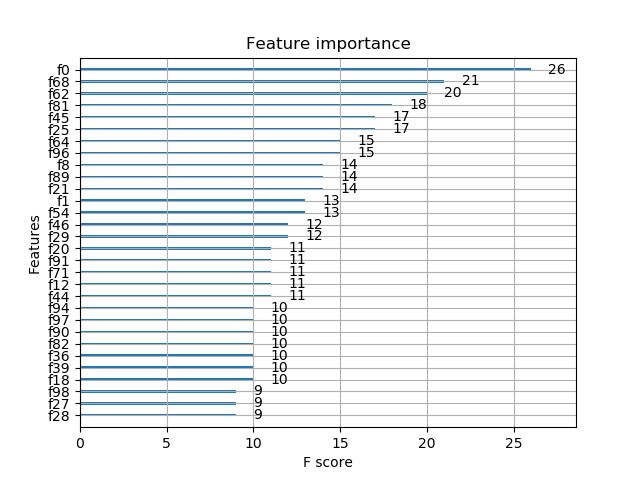 Feature importance
f0 26
f68 21
f62 20
f81 18
f45 17
f25 17
f64 15
f96 15
f8 14
f89 14
f21 14
f1 13
f54 13
f46 12
f29 12
f20 11
f91 11
f71 11
f12 11
f44 11
f94 10
f97 10
f90 10
f82 10
f36 10
f39 10
f18 10
f98 9
f27 9
f28 9
Features
0 5 10 15 20 25
F score